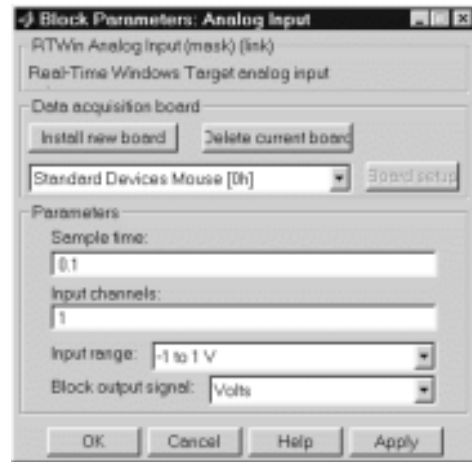 Block Parameters: Analog Input
RTWin Analog Input (mask) (link)
Real-Time Windows Target analog input
Data acquisition board
Install new board Delete current board
Standard Devices Mouse [0h] Board setup
Parameters
Sample time:
0.1
Input channels:
1
Input range: -1 to 1 V
Block output signal: Volts
OK Cancel Help Apply